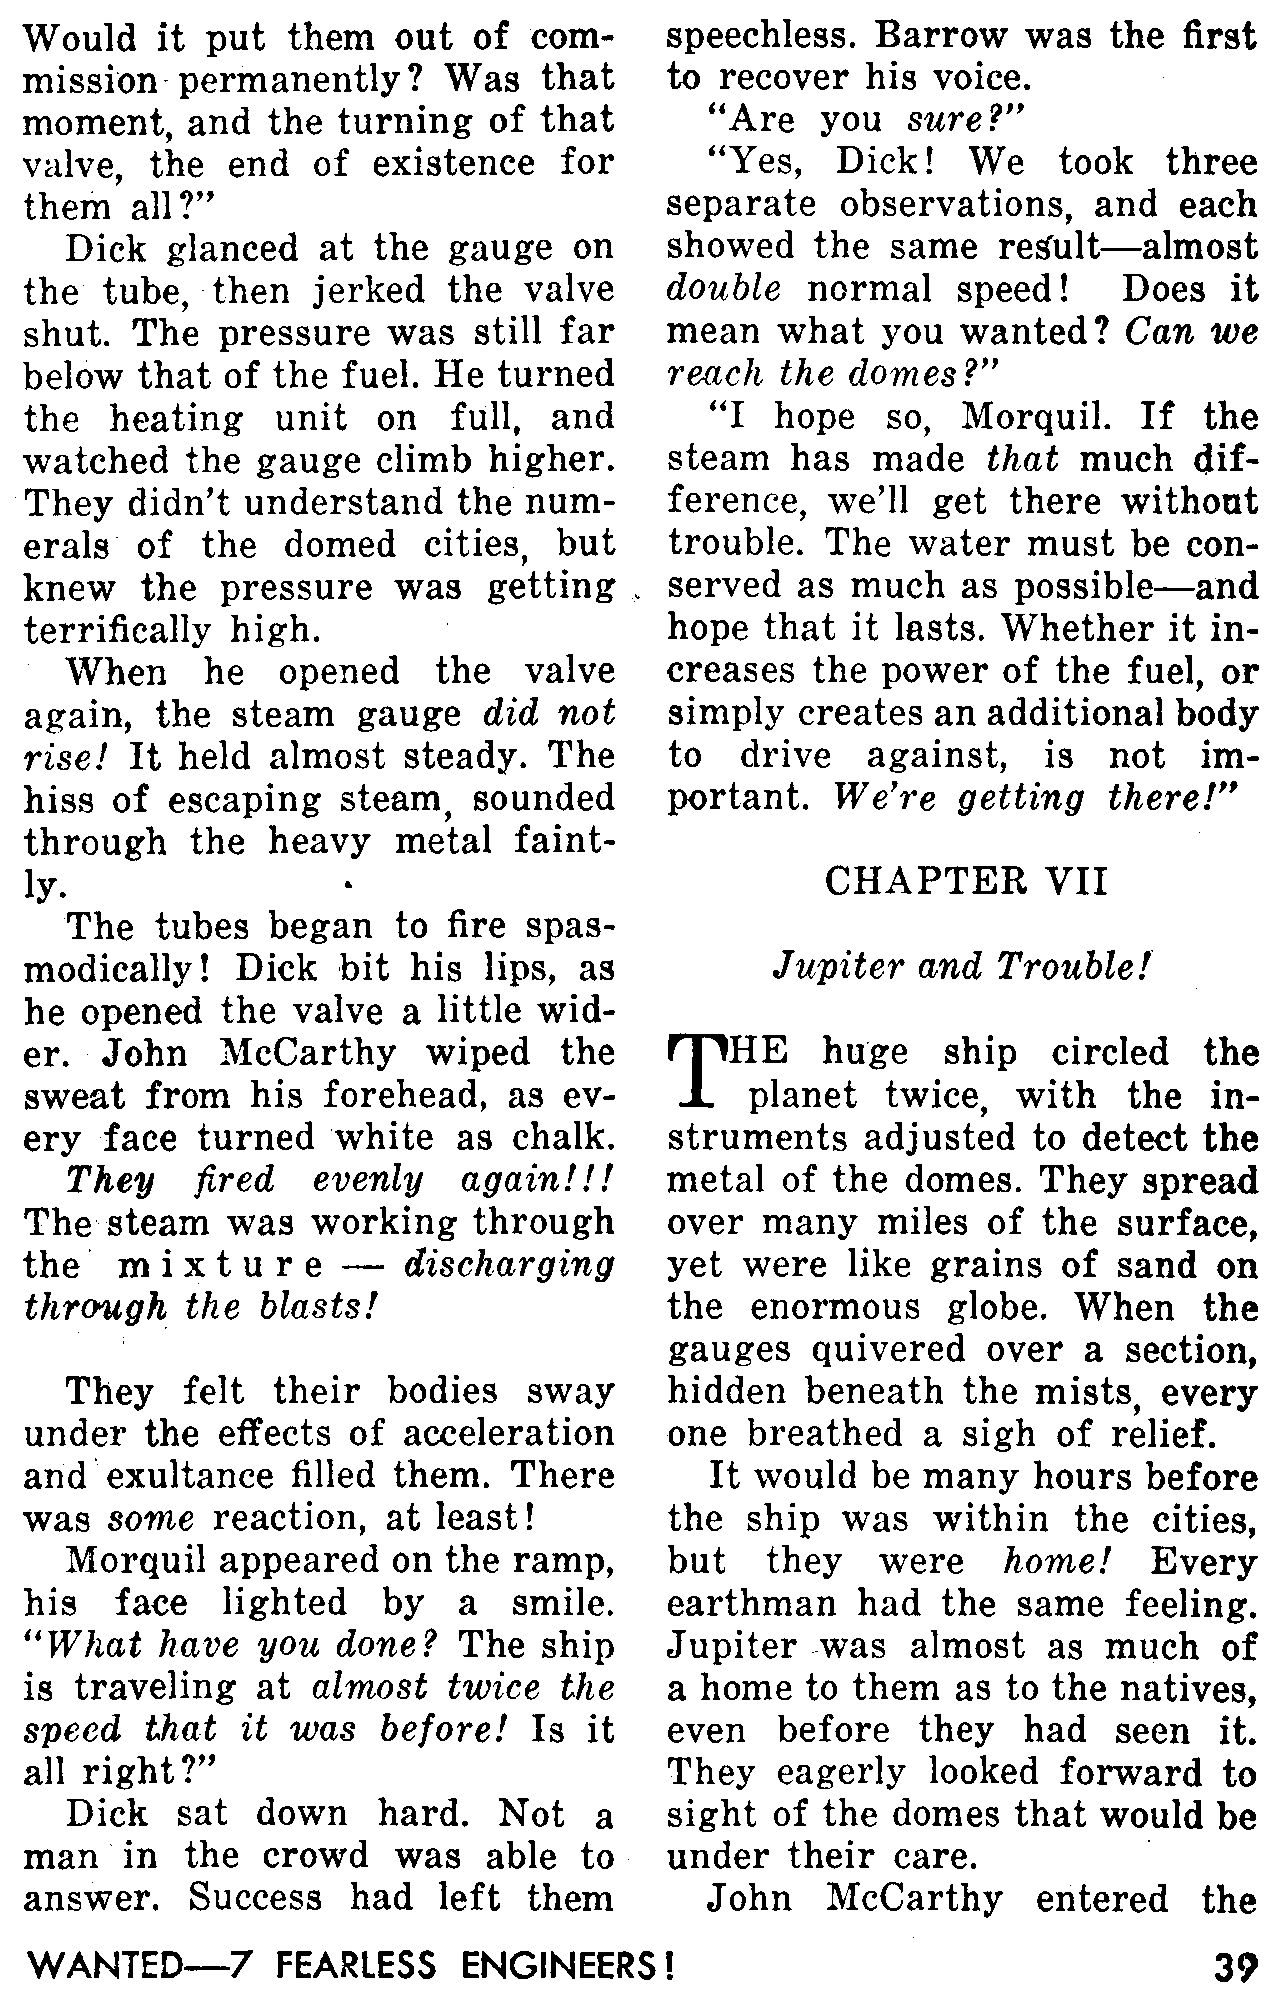 Would it put them out of com-
mission permanently? Was that
moment, and the turning of that
valve, the end of existence for
them all?"
Dick glanced at the gauge on
the tube, then jerked the valve
shut. The pressure was still far
below that of the fuel. He turned
the heating unit on full, and
watched the gauge climb higher.
They didn't understand the num-
erals of the domed cities, but
knew the pressure was getting
terrifically high.
When he opened the valve
again, the steam gauge did not
rise! It held almost steady. The
hiss of escaping steam, sounded
through the heavy metal faint-
ly.
The tubes began to fire spas-
modically! Dick bit his lips, as
he opened the valve a little wid-
er. John McCarthy wiped the
sweat from his forehead, as ev-
ery face turned white as chalk.
They fired evenly again!!!
The steam was working through
the mixture — discharging
through the blasts!
They felt their bodies sway
under the effects of acceleration
and exultance filled them. There
was some reaction, at least!
Morquil appeared on the ramp,
his face lighted by a smile.
"What have you done? The ship
is traveling at almost twice the
speed that it was before! Is it
all right?"
Dick sat down hard. Not a
man in the crowd was able to
answer. Success had left them
speechless. Barrow was the first
to recover his voice.
"Are you sure?"
"Yes, Dick! We took three
separate observations, and each
showed the same result—almost
double normal speed! Does it
mean what you wanted? Can we
reach the domes?"
"I hope so, Morquil. If the
steam has made that much dif-
ference, we'll get there without
trouble. The water must be con-
served as much as possible—and
hope that it lasts. Whether it in-
creases the power of the fuel, or
simply creates an additional body
to drive against, is not im-
portant. We're getting there!"
CHAPTER VII
Jupiter and Trouble!
THE huge ship circled the
planet twice, with the in-
struments adjusted to detect the
metal of the domes. They spread
over many miles of the surface,
yet were like grains of sand on
the enormous globe. When the
gauges quivered over a section,
hidden beneath the mists, every
one breathed a sigh of relief.
It would be many hours before
the ship was within the cities,
but they were home! Every
earthman had the same feeling.
Jupiter was almost as much of
a home to them as to the natives,
even before they had seen it.
They eagerly looked forward to
sight of the domes that would be
under their care.
John McCarthy entered the
WANTED—7 FEARLESS ENGINEERS! 39